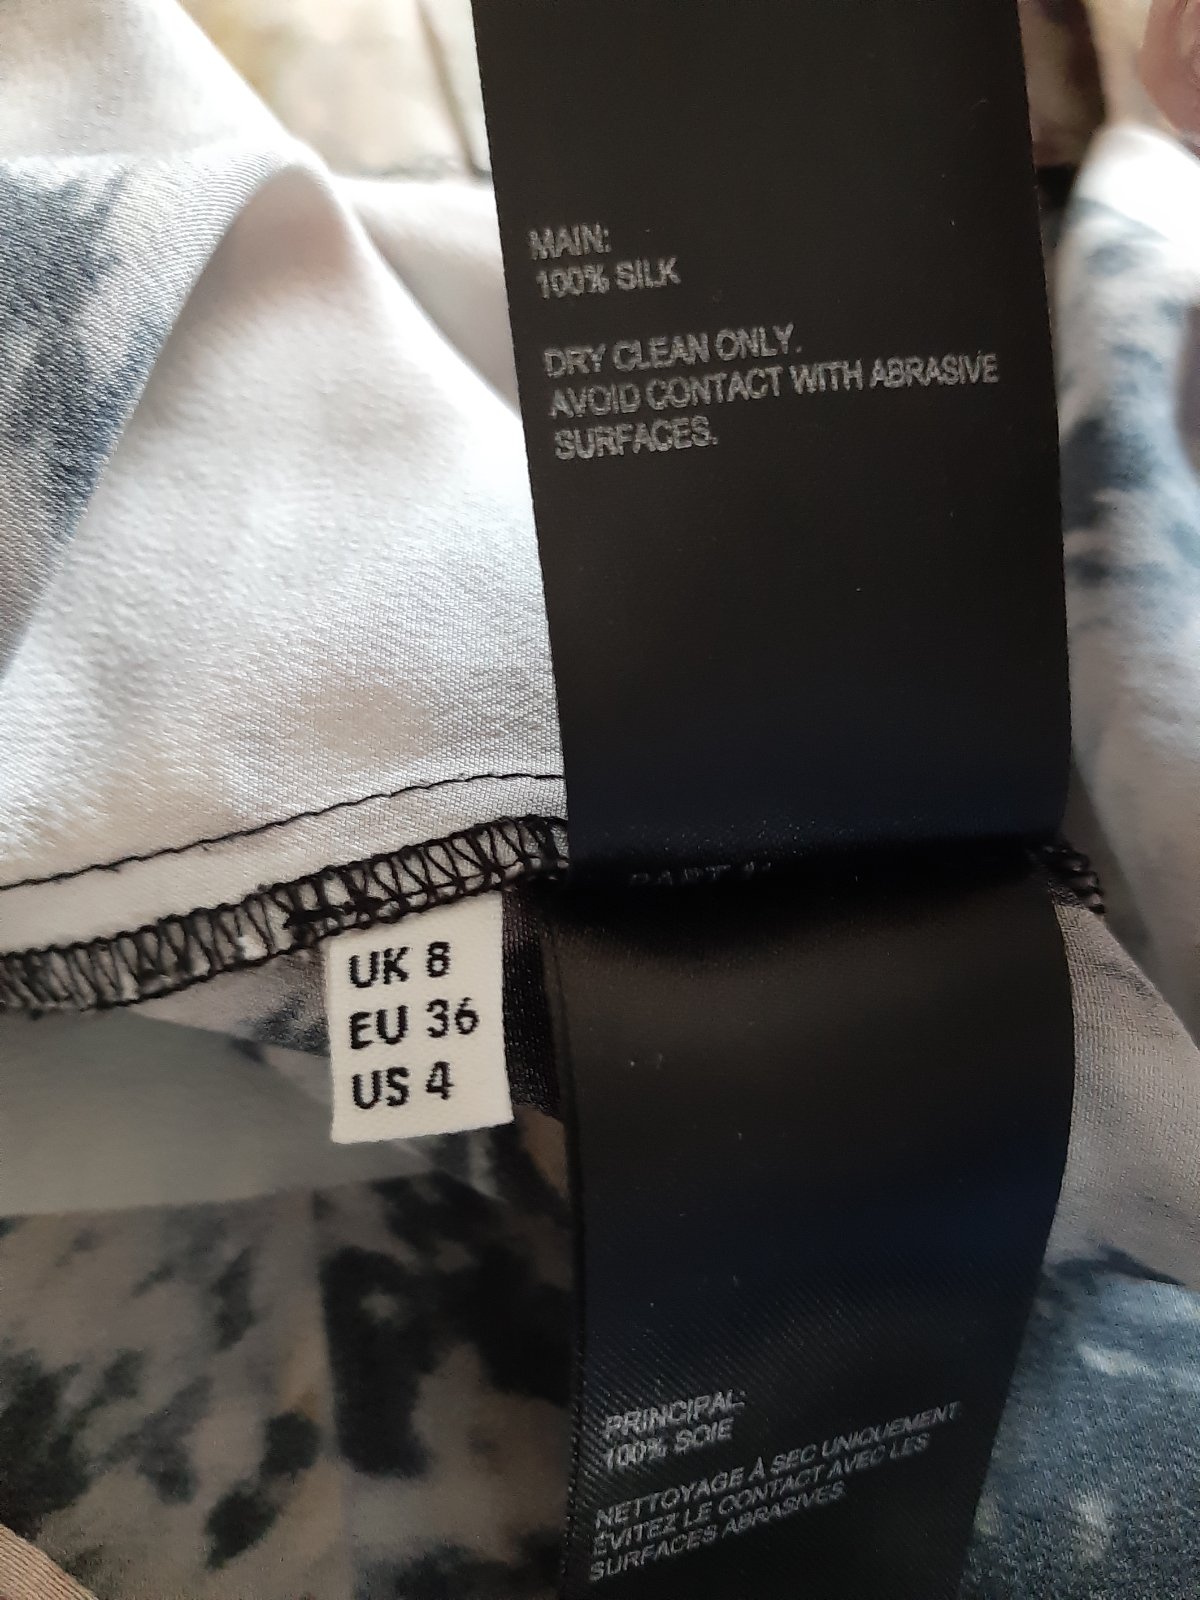 MAIN:
100% SILK
DRY CLEAN ONLY.
AVOID CONTACT WITH ABRASIVE
SURFACES.
UK 8
EU 36
US 4
PRINCIPAL:
100% SOIE
NETTOYAGE À SEC UNIQUEMENT
ÉVITEZ LE CONTACT AVEC LES
SURFACES ABRASIVES